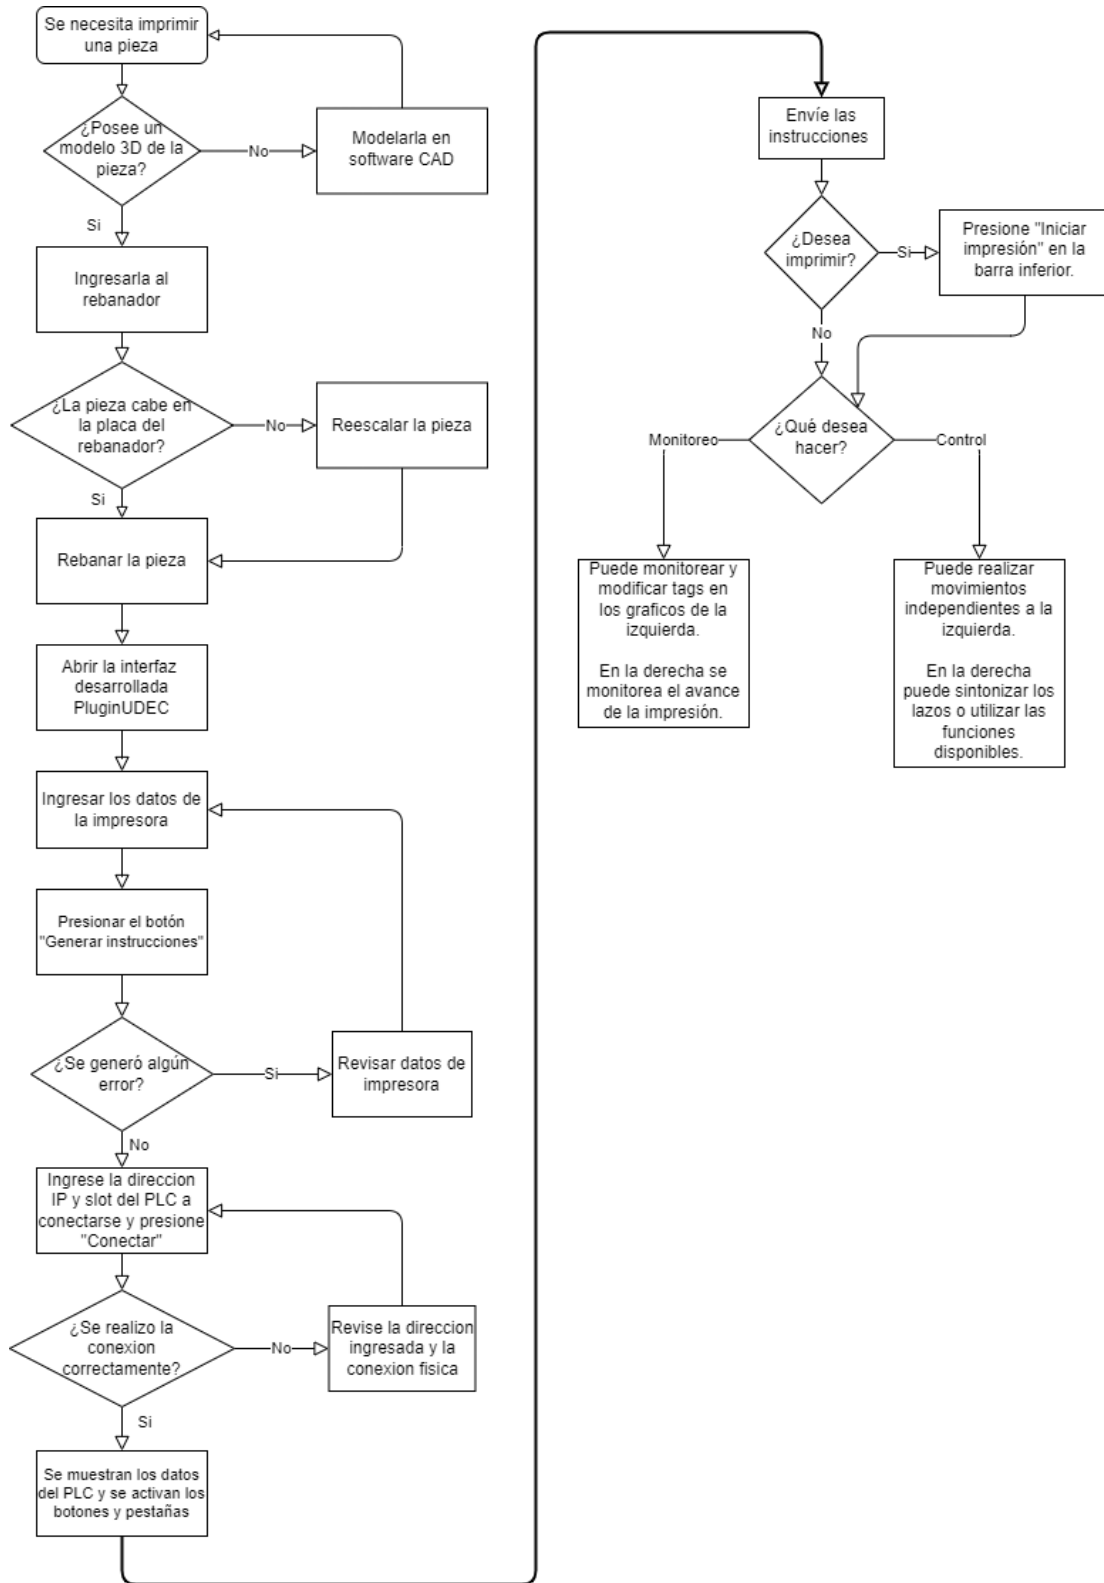 Se necesita imprimir
una pieza
¿Posee un
modelo 3D de la
pieza?
No
Modelarla en
software CAD
Si
Ingresarla al
rebanador
¿La pieza cabe en
la placa del
rebanador?
No
Reescalar la pieza
Si
Rebanar la pieza
Abrir la interfaz
desarrollada
PluginUDEC
Ingresar los datos de
la impresora
Presionar el botón
"Generar instrucciones"
¿Se generó algún
error?
Si
Revisar datos de
impresora
No
Ingrese la direccion
IP y slot del PLC a
conectarse y presione
"Conectar"
¿Se realizo la
conexion
correctamente?
No
Revise la direccion
ingresada y la
conexion fisica
Si
Se muestran los datos
del PLC y se activan los
botones y pestañas
Envíe las
instrucciones
¿Desea
imprimir?
Si
Presione "Iniciar
impresión" en la
barra inferior.
No
¿Qué desea
hacer?
Monitoreo
Control
Puede monitorear y
modificar tags en
los graficos de la
izquierda.
En la derecha se
monitorea el avance
de la impresión.
Puede realizar
movimientos
independientes a la
izquierda.
En la derecha
puede sintonizar los
lazos o utilizar las
funciones
disponibles.